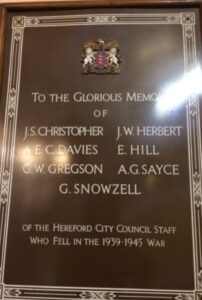 TO THE GLORIOUS MEMORY
OF
J.S.CHRISTOPHER J.W.HERBERT
A.E.C.DAVIES E.HILL
G.W.GREGSON A.G.SAYCE
G.SNOWZELL
OF THE HEREFORD CITY COUNCIL STAFF
WHO FELL IN THE 1939-1945 WAR